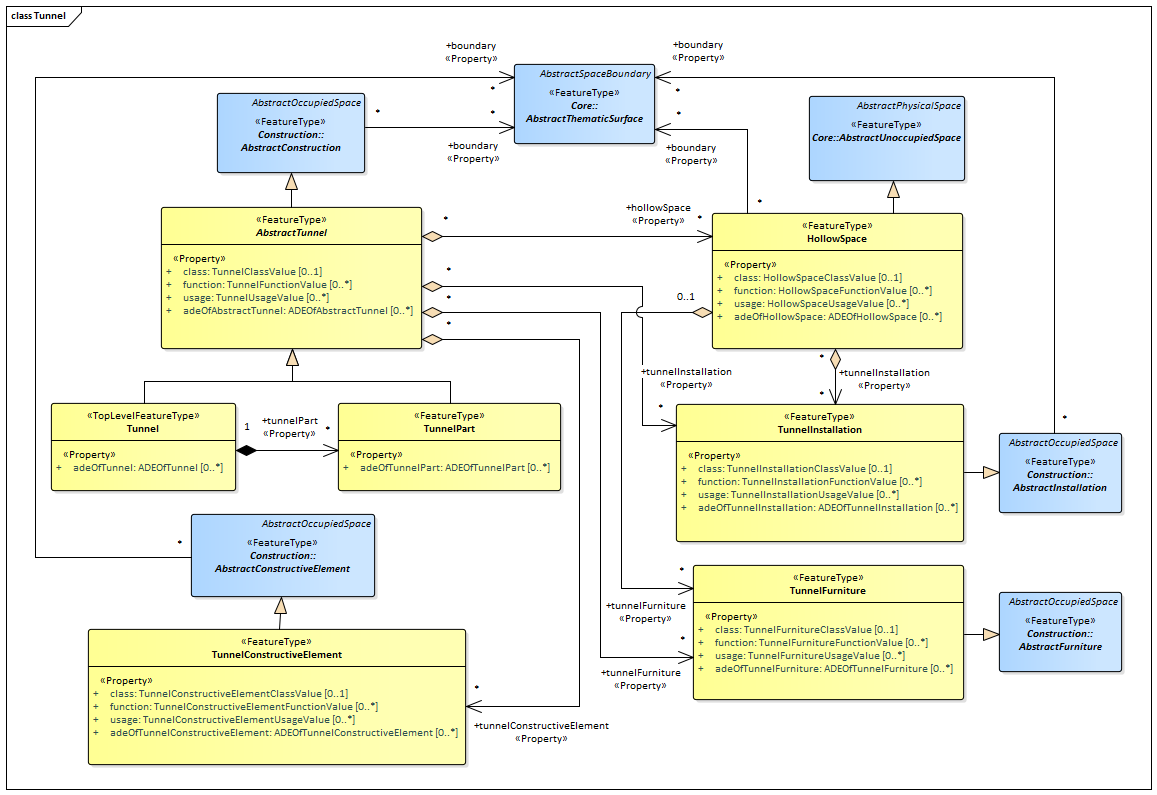 class Tunnel
+boundary
«Property»
*
+boundary
«Property»
*
AbstractSpaceBoundary
«FeatureType»
Core::
AbstractThematicSurface
AbstractOccupiedSpace
«FeatureType»
Construction::
AbstractConstruction
*
*
+boundary
«Property»
*
+boundary
«Property»
*
AbstractPhysicalSpace
«FeatureType»
Core::AbstractUnoccupiedSpace
«FeatureType»
AbstractTunnel
«Property»
+ class: TunnelClassValue [0..1]
+ function: TunnelFunctionValue [0..*]
+ usage: TunnelUsageValue [0..*]
+ adeOfAbstractTunnel: ADEOfAbstractTunnel [0..*]
*
+hollowSpace
«Property»
*
*
*
*
«FeatureType»
HollowSpace
«Property»
+ class: HollowSpaceClassValue [0..1]
+ function: HollowSpaceFunctionValue [0..*]
+ usage: HollowSpaceUsageValue [0..*]
+ adeOfHollowSpace: ADEOfHollowSpace [0..*]
0..1
*
+tunnelInstallation
«Property»
*
+tunnelInstallation
«Property»
*
«TopLevelFeatureType»
Tunnel
«Property»
+ adeOfTunnel: ADEOfTunnel [0..*]
1
+tunnelPart
«Property»
*
«FeatureType»
TunnelPart
«Property»
+ adeOfTunnelPart: ADEOfTunnelPart [0..*]
«FeatureType»
TunnelInstallation
«Property»
+ class: TunnelInstallationClassValue [0..1]
+ function: TunnelInstallationFunctionValue [0..*]
+ usage: TunnelInstallationUsageValue [0..*]
+ adeOfTunnelInstallation: ADEOfTunnelInstallation [0..*]
*
AbstractOccupiedSpace
«FeatureType»
Construction::
AbstractInstallation
*
AbstractOccupiedSpace
«FeatureType»
Construction::
AbstractConstructiveElement
*
+tunnelFurniture
«Property»
*
+tunnelFurniture
«Property»
«FeatureType»
TunnelFurniture
«Property»
+ class: TunnelFurnitureClassValue [0..1]
+ function: TunnelFurnitureFunctionValue [0..*]
+ usage: TunnelFurnitureUsageValue [0..*]
+ adeOfTunnelFurniture: ADEOfTunnelFurniture [0..*]
AbstractOccupiedSpace
«FeatureType»
Construction::
AbstractFurniture
«FeatureType»
TunnelConstructiveElement
«Property»
+ class: TunnelConstructiveElementClassValue [0..1]
+ function: TunnelConstructiveElementFunctionValue [0..*]
+ usage: TunnelConstructiveElementUsageValue [0..*]
+ adeOfTunnelConstructiveElement: ADEOfTunnelConstructiveElement [0..*]
*
+tunnelConstructiveElement
«Property»